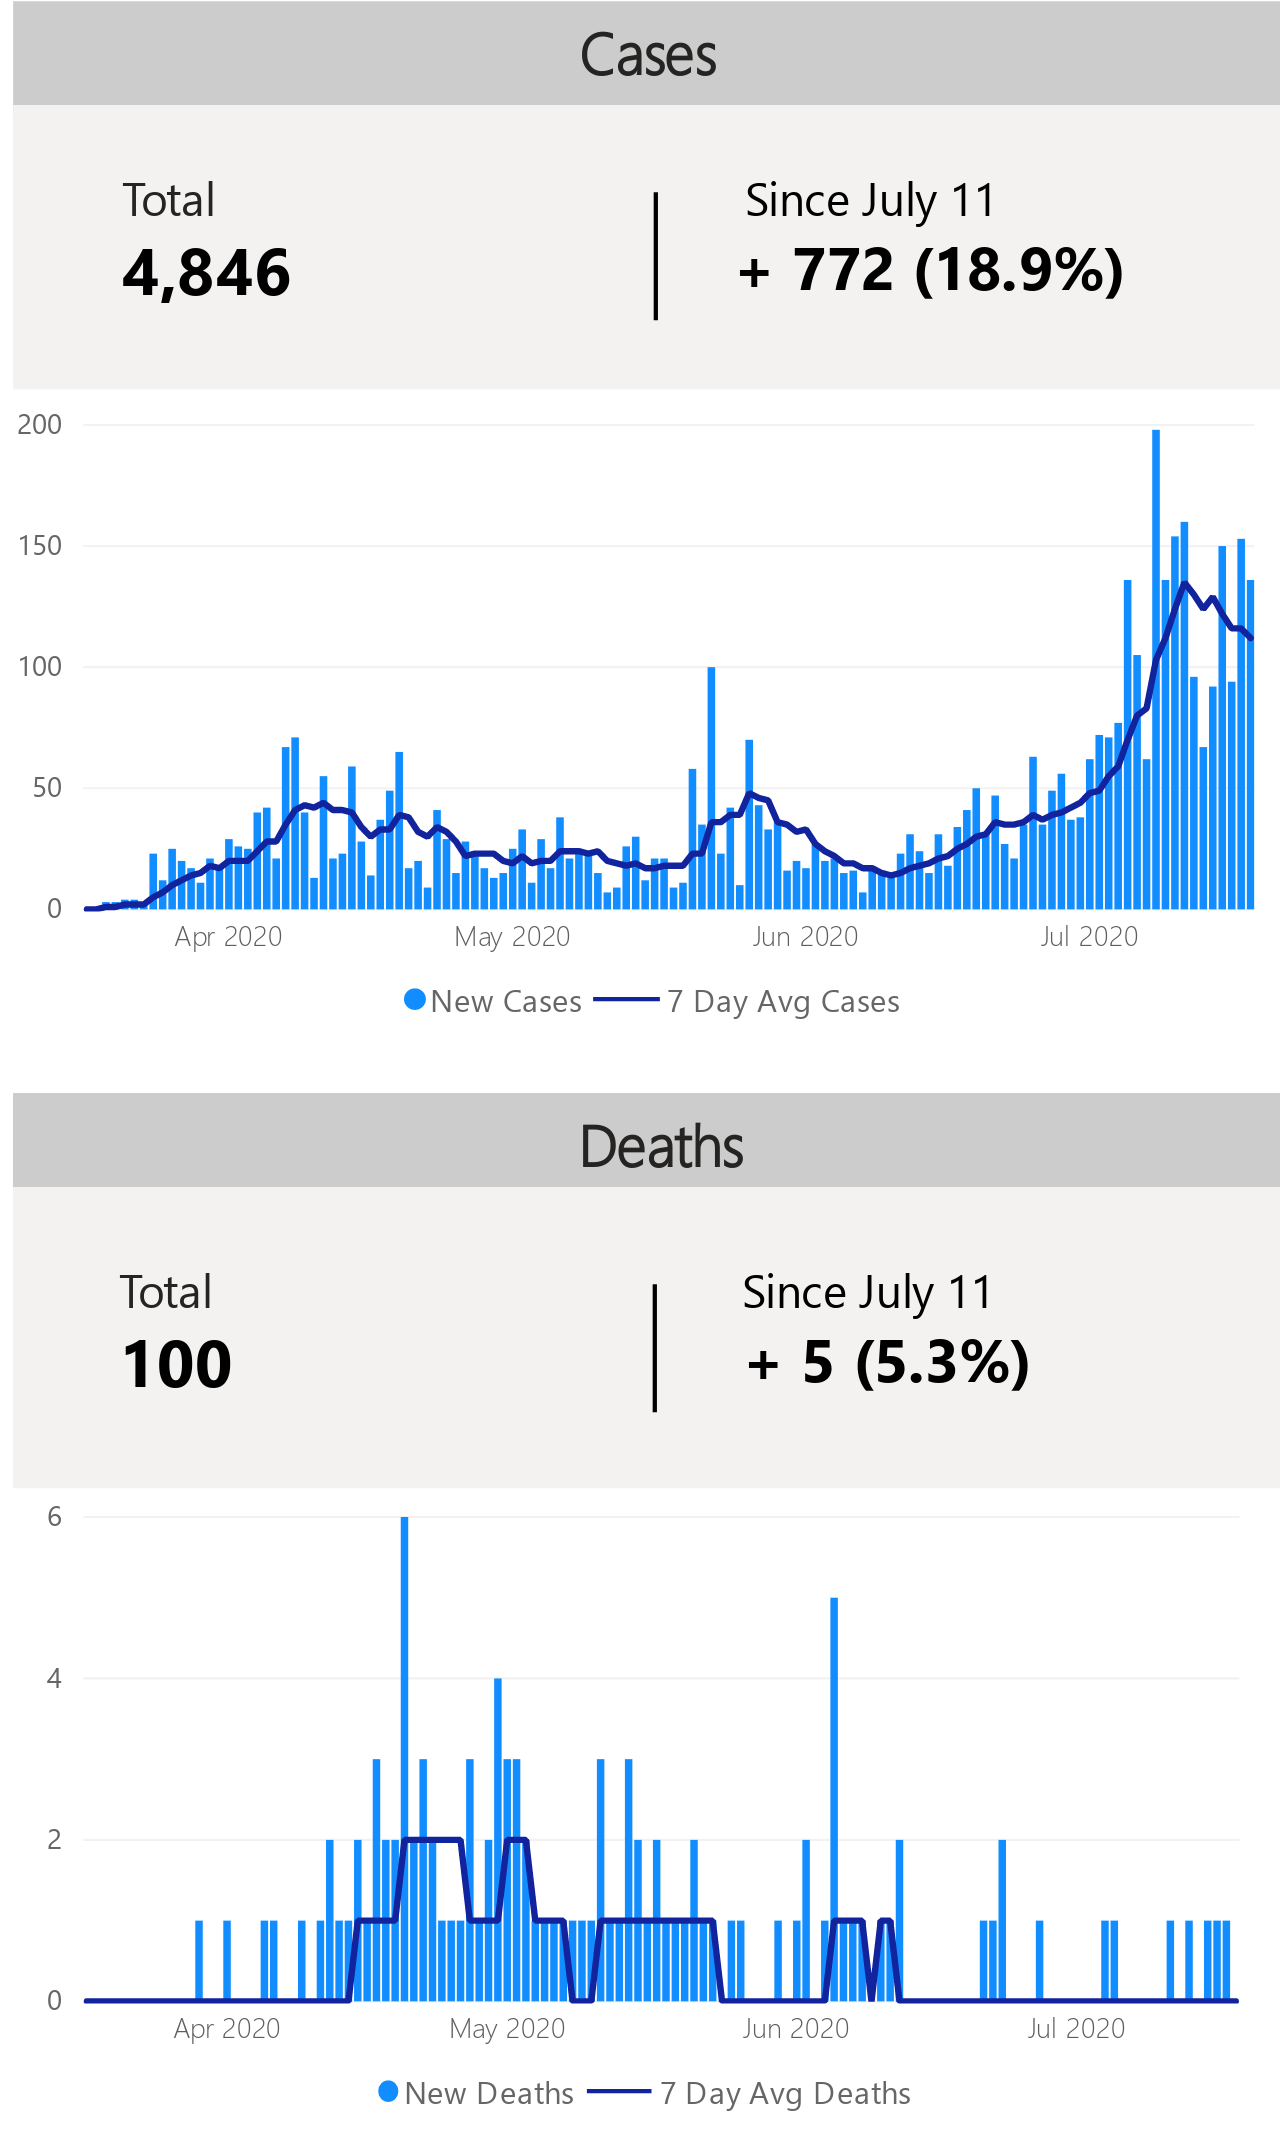 Cases
Total
Since July 11
4,846
+ 772 (18.9%)
200
150
100
50
0
Apr 2020
May 2020
Jun 2020
Jul 2020
New Cases
7 Day Avg Cases
Deaths
Total
Since July 11
100
+ 5 (5.3%)
6
4
2
0
Apr 2020
May 2020
Jun 2020
Jul 2020
New Deaths
7 Day Avg Deaths